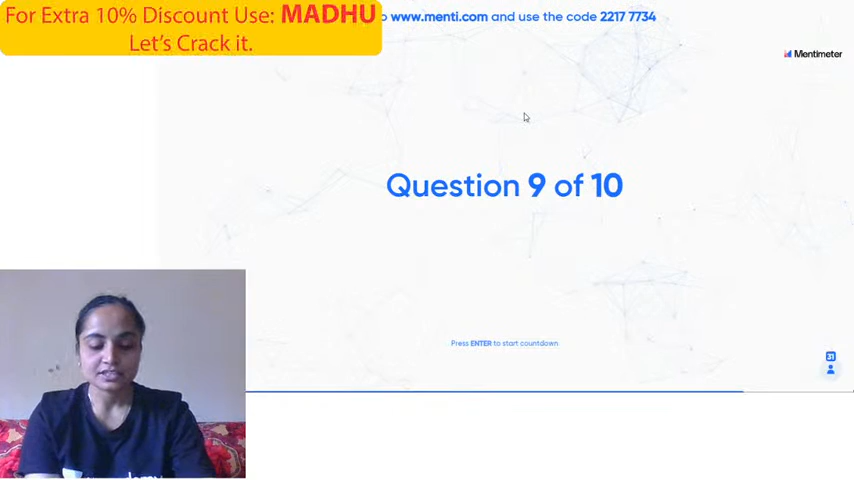 For Extra 10% Discount Use: MADHU
Let's Crack it.
www.menti.com and use the code 2217 7734
Mentimeter
Question 9 of 10
Press ENTER to start countdown
31